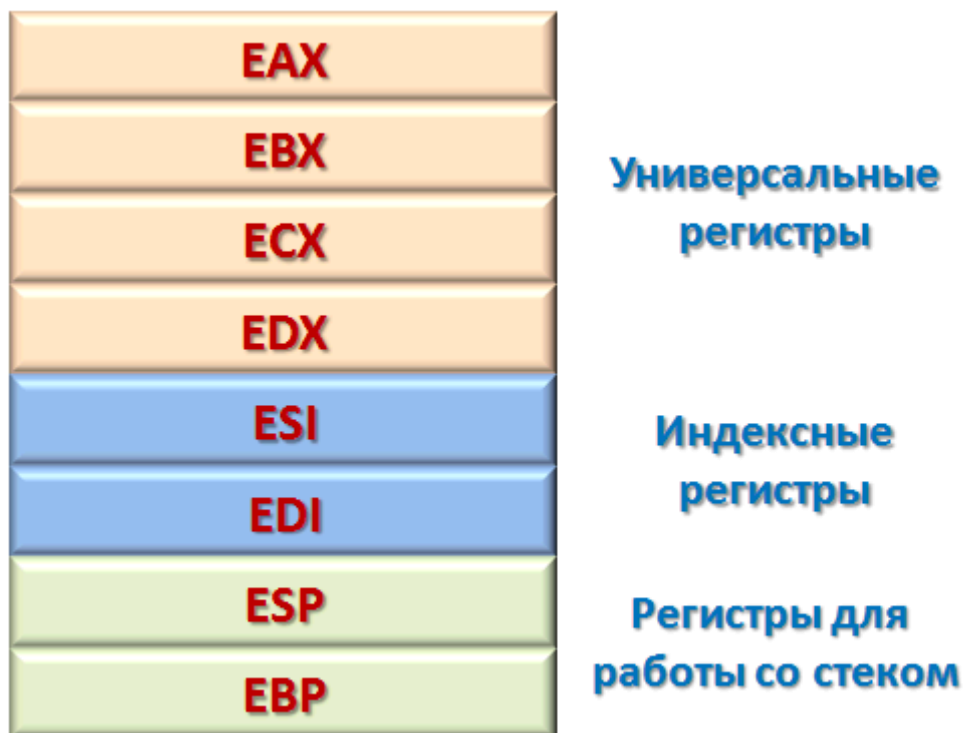 EAX
EBX
ECX
EDX
ESI
EDI
ESP
EBP
Универсальные
регистры
Индексные
регистры
Регистры для
работы со стеком